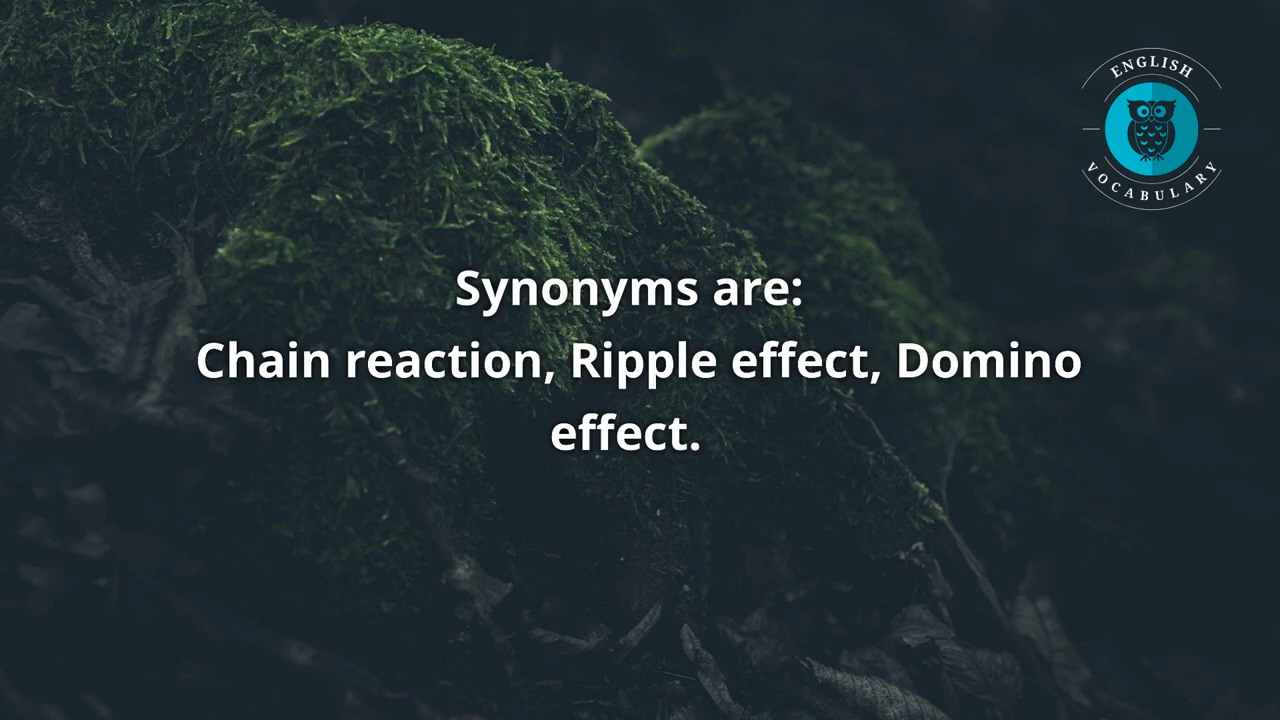 ENGLISH
VOCABULARY
Synonyms are:
Chain reaction, Ripple effect, Domino
effect.